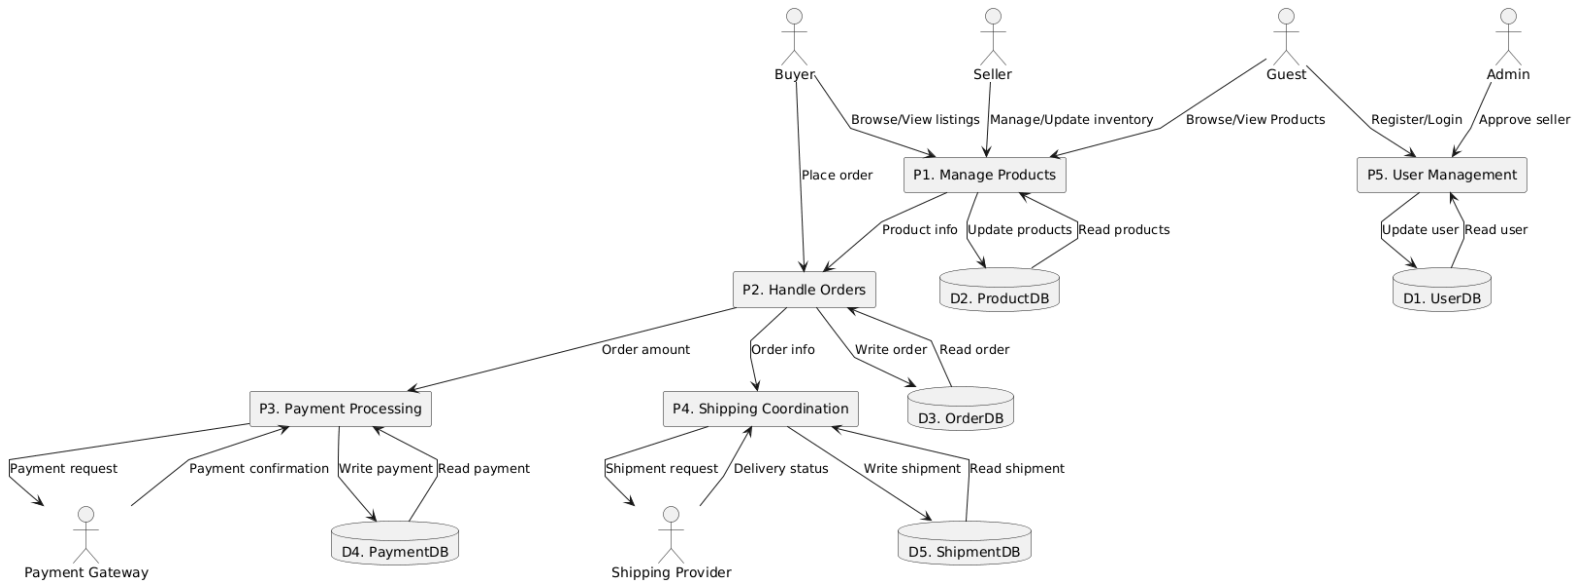 Buyer
Seller
Guest
Admin
Browse/View listings
Manage/Update inventory
Browse/View Products
Register/Login
Approve seller
Place order
P1. Manage Products
P5. User Management
Product info
Update products
Read products
Update user
Read user
P2. Handle Orders
D2. ProductDB
D1. UserDB
Order amount
Order info
Write order
Read order
P3. Payment Processing
P4. Shipping Coordination
D3. OrderDB
Payment request
Payment confirmation
Write payment
Read payment
Shipment request
Delivery status
Write shipment
Read shipment
D4. PaymentDB
D5. ShipmentDB
Payment Gateway
Shipping Provider